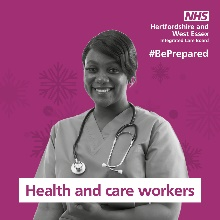 NHS
Hertfordshire and
West Essex
Integrated Care Board
#BePrepared
Health and care workers